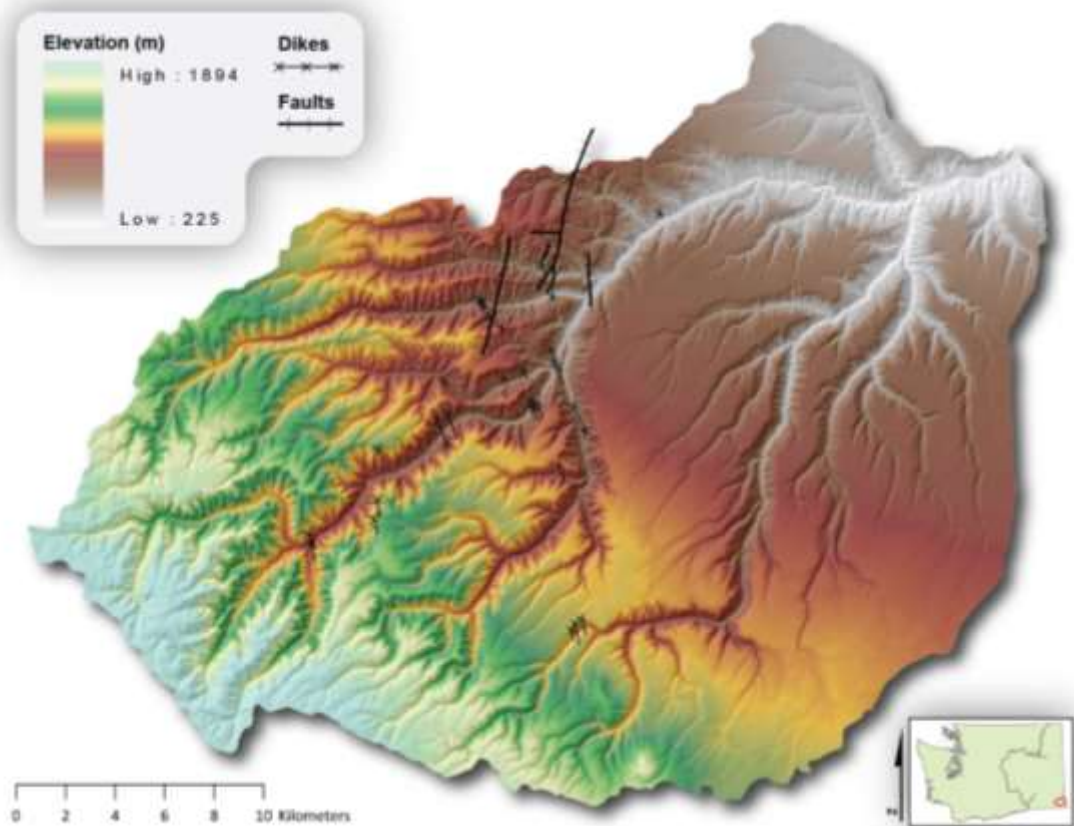 Elevation (m)
High : 1894
Low : 225
Dikes
Faults
0 2 4 6 8 10 Kilometers